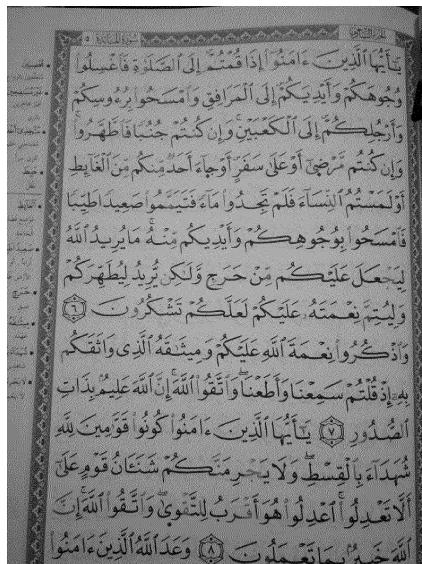 سُورَةُ المَائِدَةِ ٥
يَٰٓأَيُّهَا ٱلَّذِينَ ءَامَنُوٓا۟ إِذَا قُمْتُمْ إِلَى ٱلصَّلَوٰةِ فَٱغْسِلُوا۟
وُجُوهَكُمْ وَأَيْدِيَكُمْ إِلَى ٱلْمَرَافِقِ وَٱمْسَحُوا۟ بِرُءُوسِكُمْ
وَأَرْجُلَكُمْ إِلَى ٱلْكَعْبَيْنِ ۚ وَإِن كُنتُمْ جُنُبًا فَٱطَّهَّرُوا۟ ۚ
وَإِن كُنتُم مَّرْضَىٰٓ أَوْ عَلَىٰ سَفَرٍ أَوْ جَآءَ أَحَدٌ مِّنكُم مِّنَ ٱلْغَآئِطِ
أَوْ لَٰمَسْتُمُ ٱلنِّسَآءَ فَلَمْ تَجِدُوا۟ مَآءً فَتَيَمَّمُوا۟ صَعِيدًا طَيِّبًا
فَٱمْسَحُوا۟ بِوُجُوهِكُمْ وَأَيْدِيكُم مِّنْهُ ۚ مَا يُرِيدُ ٱللَّهُ
لِيَجْعَلَ عَلَيْكُم مِّنْ حَرَجٍ وَلَٰكِن يُرِيدُ لِيُطَهِّرَكُمْ
وَلِيُتِمَّ نِعْمَتَهُۥ عَلَيْكُمْ لَعَلَّكُمْ تَشْكُرُونَ ٦
وَٱذْكُرُوا۟ نِعْمَةَ ٱللَّهِ عَلَيْكُمْ وَمِيثَٰقَهُ ٱلَّذِى وَاثَقَكُم
بِهِۦٓ إِذْ قُلْتُمْ سَمِعْنَا وَأَطَعْنَا ۖ وَٱتَّقُوا۟ ٱللَّهَ ۚ إِنَّ ٱللَّهَ عَلِيمٌۢ بِذَاتِ
ٱلصُّدُورِ ٧ يَٰٓأَيُّهَا ٱلَّذِينَ ءَامَنُوا۟ كُونُوا۟ قَوَّٰمِينَ لِلَّهِ
شُهَدَآءَ بِٱلْقِسْطِ ۖ وَلَا يَجْرِمَنَّكُمْ شَنَـَٔانُ قَوْمٍ عَلَىٰٓ
أَلَّا تَعْدِلُوا۟ ۚ ٱعْدِلُوا۟ هُوَ أَقْرَبُ لِلتَّقْوَىٰ ۖ وَٱتَّقُوا۟ ٱللَّهَ ۚ إِنَّ
ٱللَّهَ خَبِيرٌۢ بِمَا تَعْمَلُونَ ٨ وَعَدَ ٱللَّهُ ٱلَّذِينَ ءَامَنُوا۟